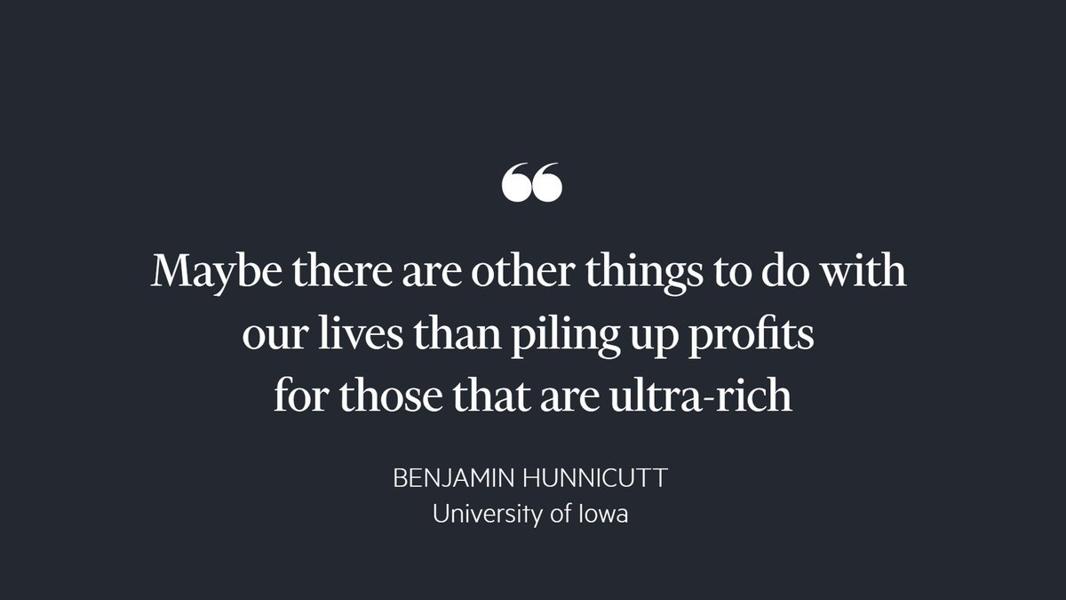 “
Maybe there are other things to do with
our lives than piling up profits
for those that are ultra-rich
BENJAMIN HUNNICUTT
University of Iowa